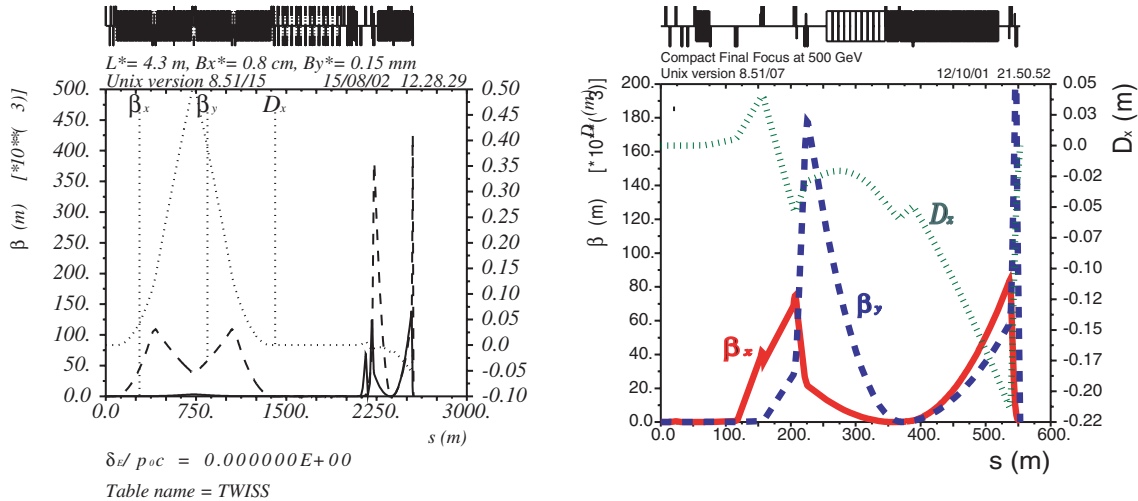 L*= 4.3 m, Bx*= 0.8 cm, By*= 0.15 mm
Unix version 8.51/15 15/08/02 12.28.29
β (m) [*10**( 3)]
500.
450.
400.
350.
300.
250.
200.
150.
100.
50.
0.0
βx βy Dx
0.50
0.45
0.40
0.35
0.30
0.25
0.20
0.15
0.10
0.05
0.0
-0.05
-0.10
0.0 750. 1500. 2250. 3000.
s (m)
δE/ p0c = 0.000000E+00
Table name = TWISS
Compact Final Focus at 500 GeV
Unix version 8.51/07 12/10/01 21.50.52
β (m)
200.
180.
160.
140.
120.
100.
80.
60.
40.
20.
0.0
βx
βy
Dx
0.05
0.03
0.0
-0.02
-0.05
-0.07
-0.10
-0.12
-0.15
-0.17
-0.20
-0.22
Dx (m)
0.0 100. 200. 300. 400. 500. 600.
s (m)